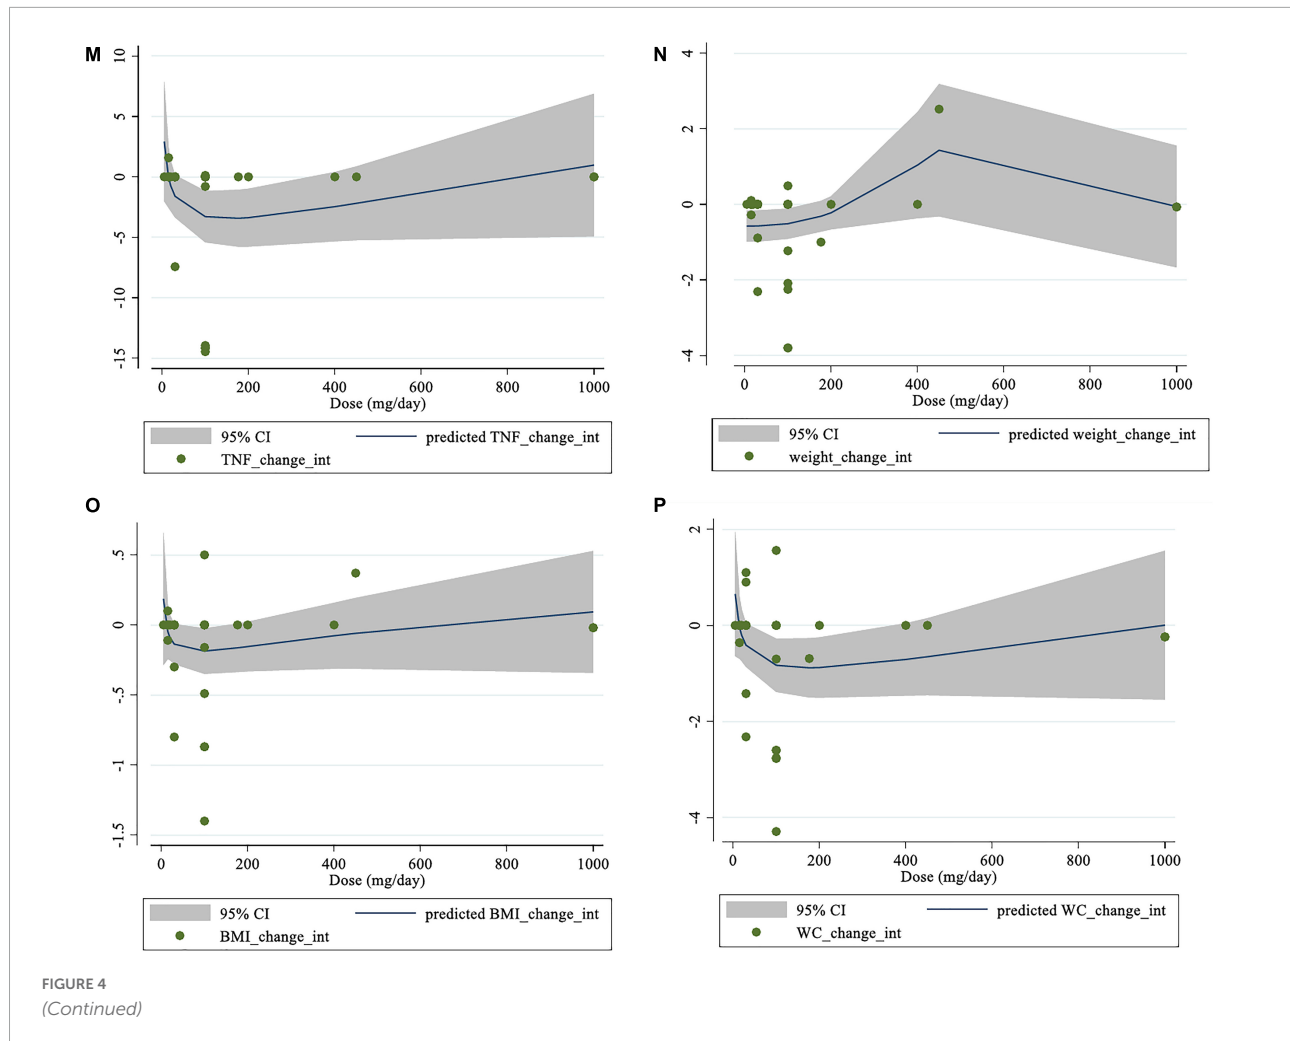 M
10
5
0
-5
-10
-15
0 200 400 600 800 1000
Dose (mg/day)
95% CI predicted TNF_change_int
TNF_change_int
N
4
2
0
-2
-4
0 200 400 600 800 1000
Dose (mg/day)
95% CI predicted weight_change_int
weight_change_int
O
.5
0
-.5
-1
-1.5
0 200 400 600 800 1000
Dose (mg/day)
95% CI predicted BMI_change_int
BMI_change_int
P
2
0
-2
-4
0 200 400 600 800 1000
Dose (mg/day)
95% CI predicted WC_change_int
WC_change_int
FIGURE 4
(Continued)